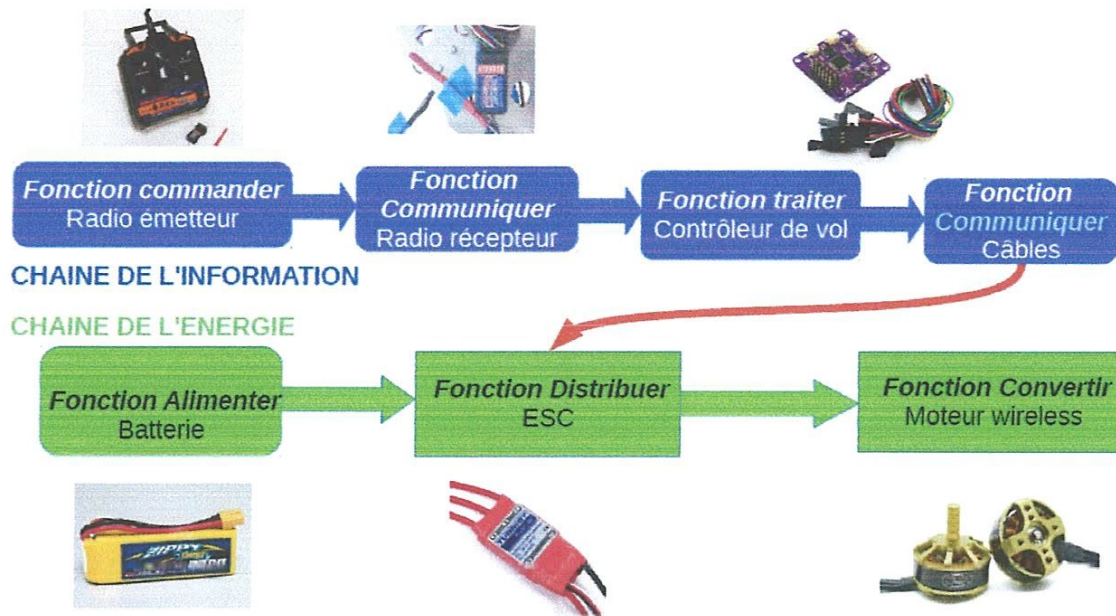 Fonction commander
Radio émetteur
Fonction
Communiquer
Radio récepteur
Fonction traiter
Contrôleur de vol
Fonction
Communiquer
Câbles
CHAINE DE L'INFORMATION
CHAINE DE L'ENERGIE
Fonction Alimenter
Batterie
Fonction Distribuer
ESC
Fonction Convertir
Moteur wireless
ZIPPY